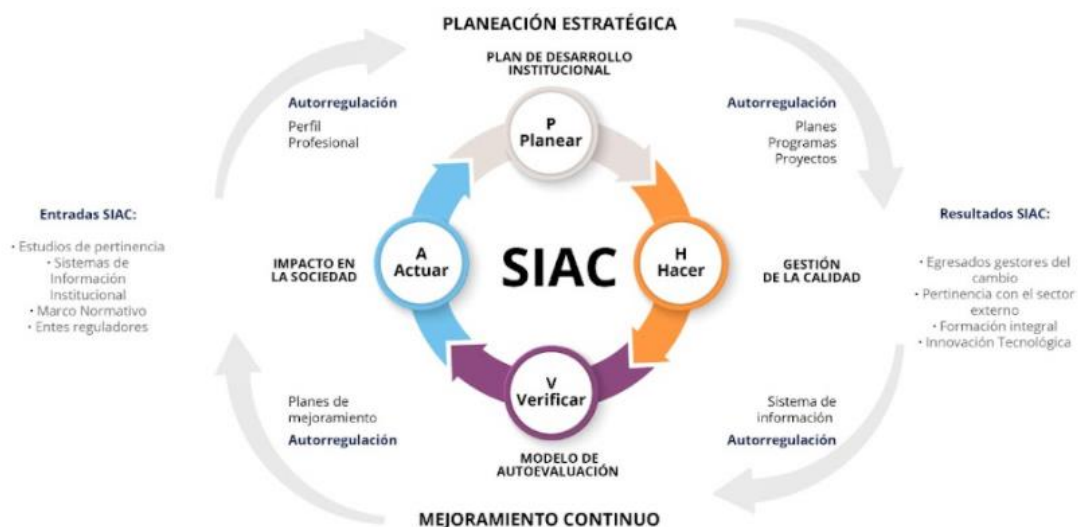 PLANEACIÓN ESTRATÉGICA
PLAN DE DESARROLLO
INSTITUCIONAL
Autorregulación
Perfil
Profesional
Autorregulación
Planes
Programas
Proyectos
P
Planear
Entradas SIAC:
• Estudios de pertinencia
• Sistemas de
Información
Institucional
• Marco Normativo
• Entes reguladores
IMPACTO EN
LA SOCIEDAD
A
Actuar
SIAC
H
Hacer
GESTIÓN
DE LA CALIDAD
Resultados SIAC:
• Egresados gestores del
cambio
• Pertinencia con el sector
externo
• Formación integral
• Innovación Tecnológica
V
Verificar
Planes de
mejoramiento
Autorregulación
Sistema de
información
Autorregulación
MODELO DE
AUTOEVALUACIÓN
MEJORAMIENTO CONTINUO